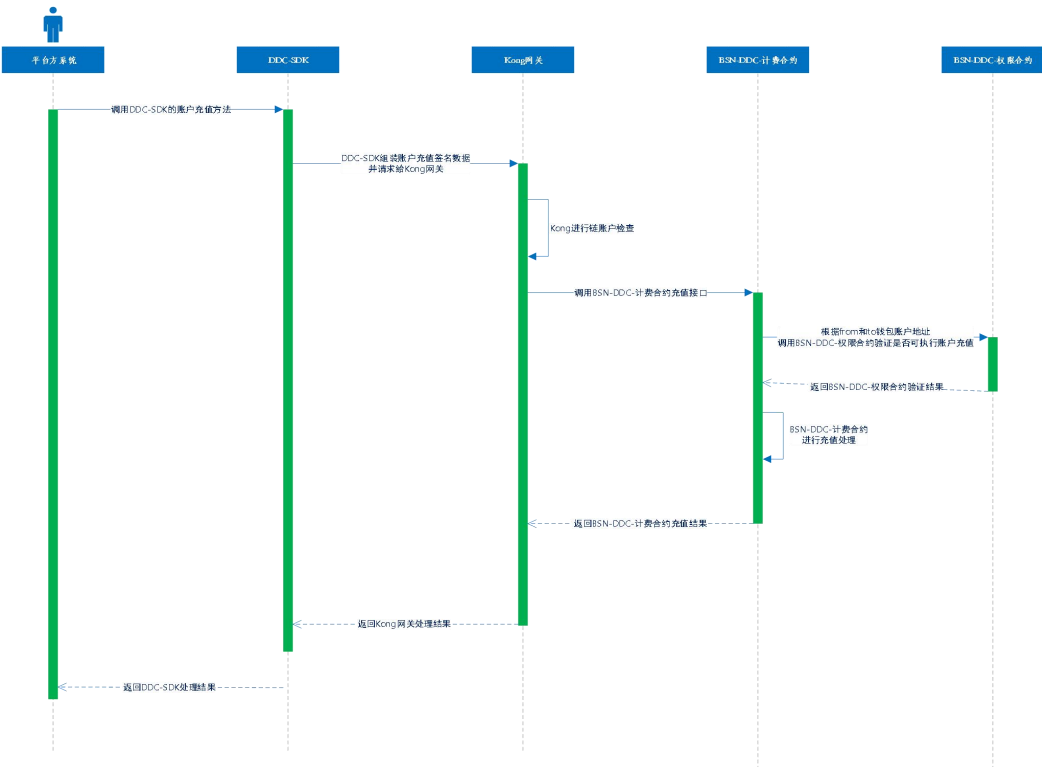 平台方系统
DDC-SDK
Kong网关
BSN-DDC-计费合约
BSN-DDC-权限合约
调用DDC-SDK的账户充值方法
DDC-SDK组装账户充值签名数据
并请求给Kong网关
Kong进行链账户检查
调用BSN-DDC-计费合约充值接口
根据from和to钱包账户地址
调用BSN-DDC-权限合约验证是否可执行账户充值
返回BSN-DDC-权限合约验证结果
BSN-DDC-计费合约
进行充值处理
返回BSN-DDC-计费合约充值结果
返回Kong网关处理结果
返回DDC-SDK处理结果